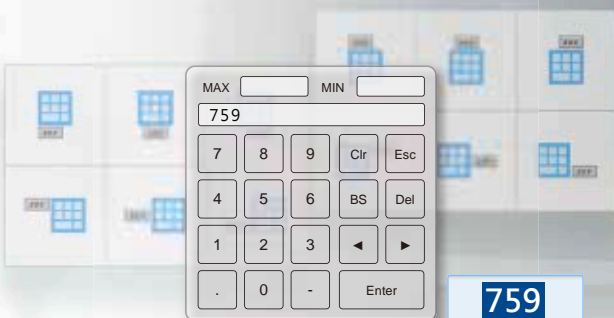 MAX MIN
759
7 8 9 Clr Esc
4 5 6 BS Del
1 2 3 ◄ ►
. 0 - Enter
759